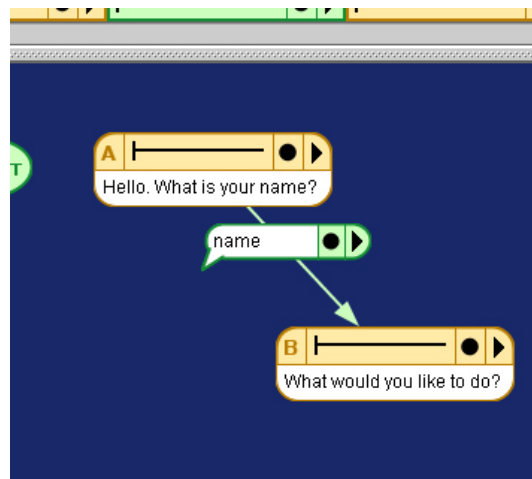 T
A
Hello. What is your name?
name
B
What would you like to do?